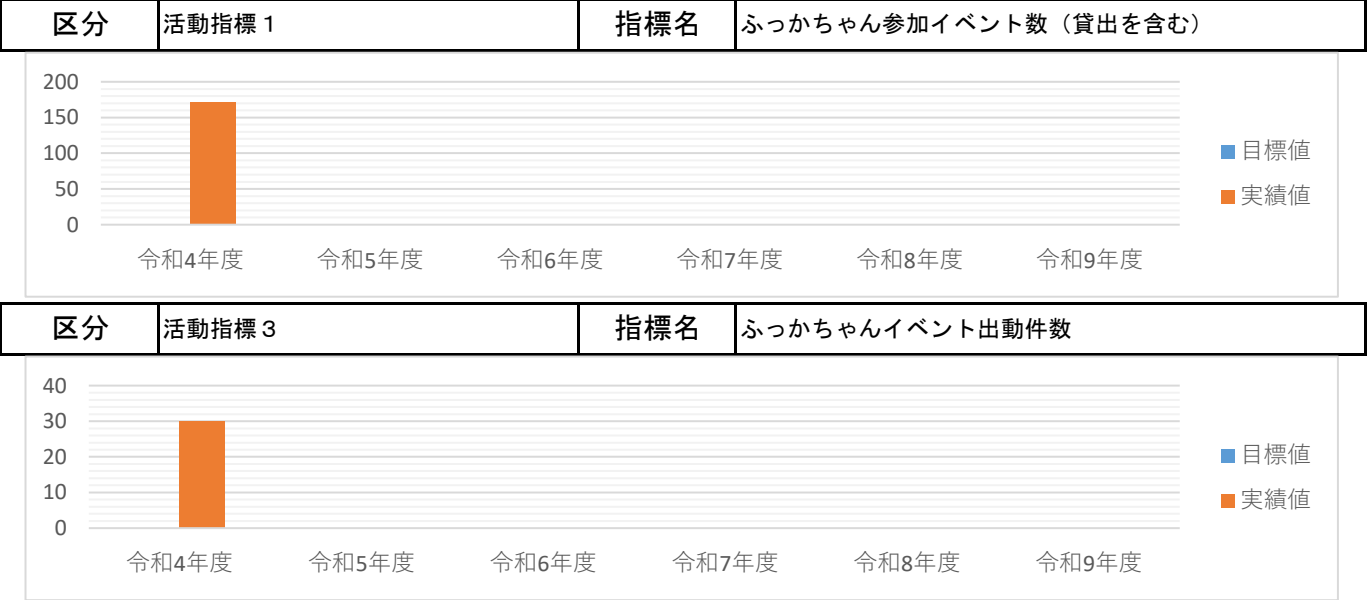 区分 活動指標１ 指標名 ふっかちゃん参加イベント数（貸出を含む）
200
150
100
50
0
令和4年度 令和5年度 令和6年度 令和7年度 令和8年度 令和9年度
目標値
実績値
区分 活動指標３ 指標名 ふっかちゃんイベント出動件数
40
30
20
10
0
令和4年度 令和5年度 令和6年度 令和7年度 令和8年度 令和9年度
目標値
実績値